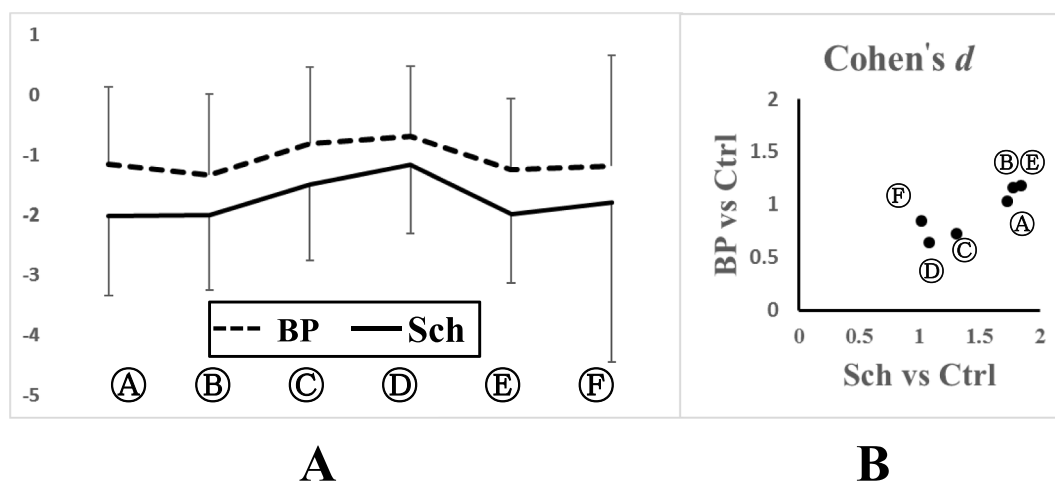 1
0
-1
-2
-3
-4
-5
BP Sch
Ⓐ Ⓑ Ⓒ Ⓓ Ⓔ Ⓕ
A
Cohen's d
BP vs Ctrl
2
1.5
1
0.5
0
Ⓑ Ⓔ
Ⓕ
Ⓐ
Ⓒ
Ⓓ
0 0.5 1 1.5 2
Sch vs Ctrl
B